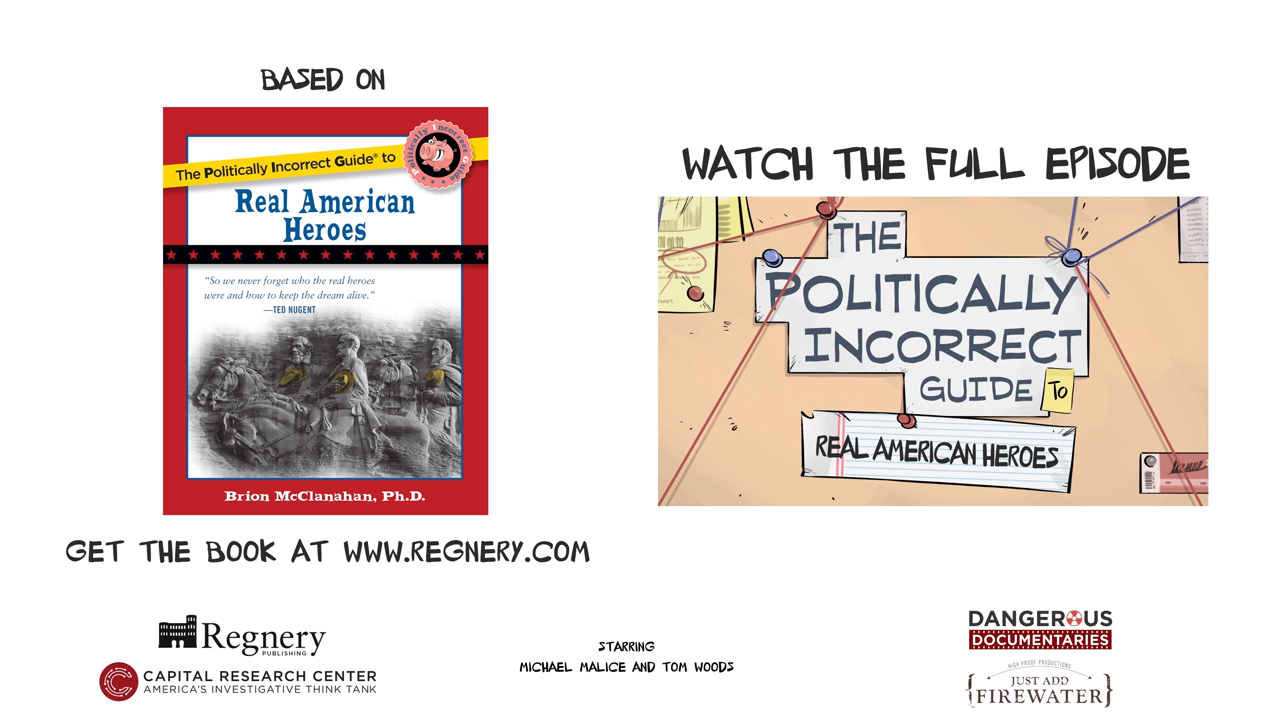 BASED ON
The Politically Incorrect Guide® to
Politically Incorrect Guide
Real American
Heroes
"So we never forget who the real heroes
were and how to keep the dream alive."
—TED NUGENT
Brion McClanahan, Ph.D.
GET THE BOOK AT WWW.REGNERY.COM
WATCH THE FULL EPISODE
THE
POLITICALLY
INCORRECT
GUIDE TO
REAL AMERICAN HEROES
Regnery
PUBLISHING
CAPITAL RESEARCH CENTER
AMERICA'S INVESTIGATIVE THINK TANK
STARRING
MICHAEL MALICE AND TOM WOODS
DANGEROUS
DOCUMENTARIES
HIGH PROOF PRODUCTIONS
JUST ADD
FIREWATER